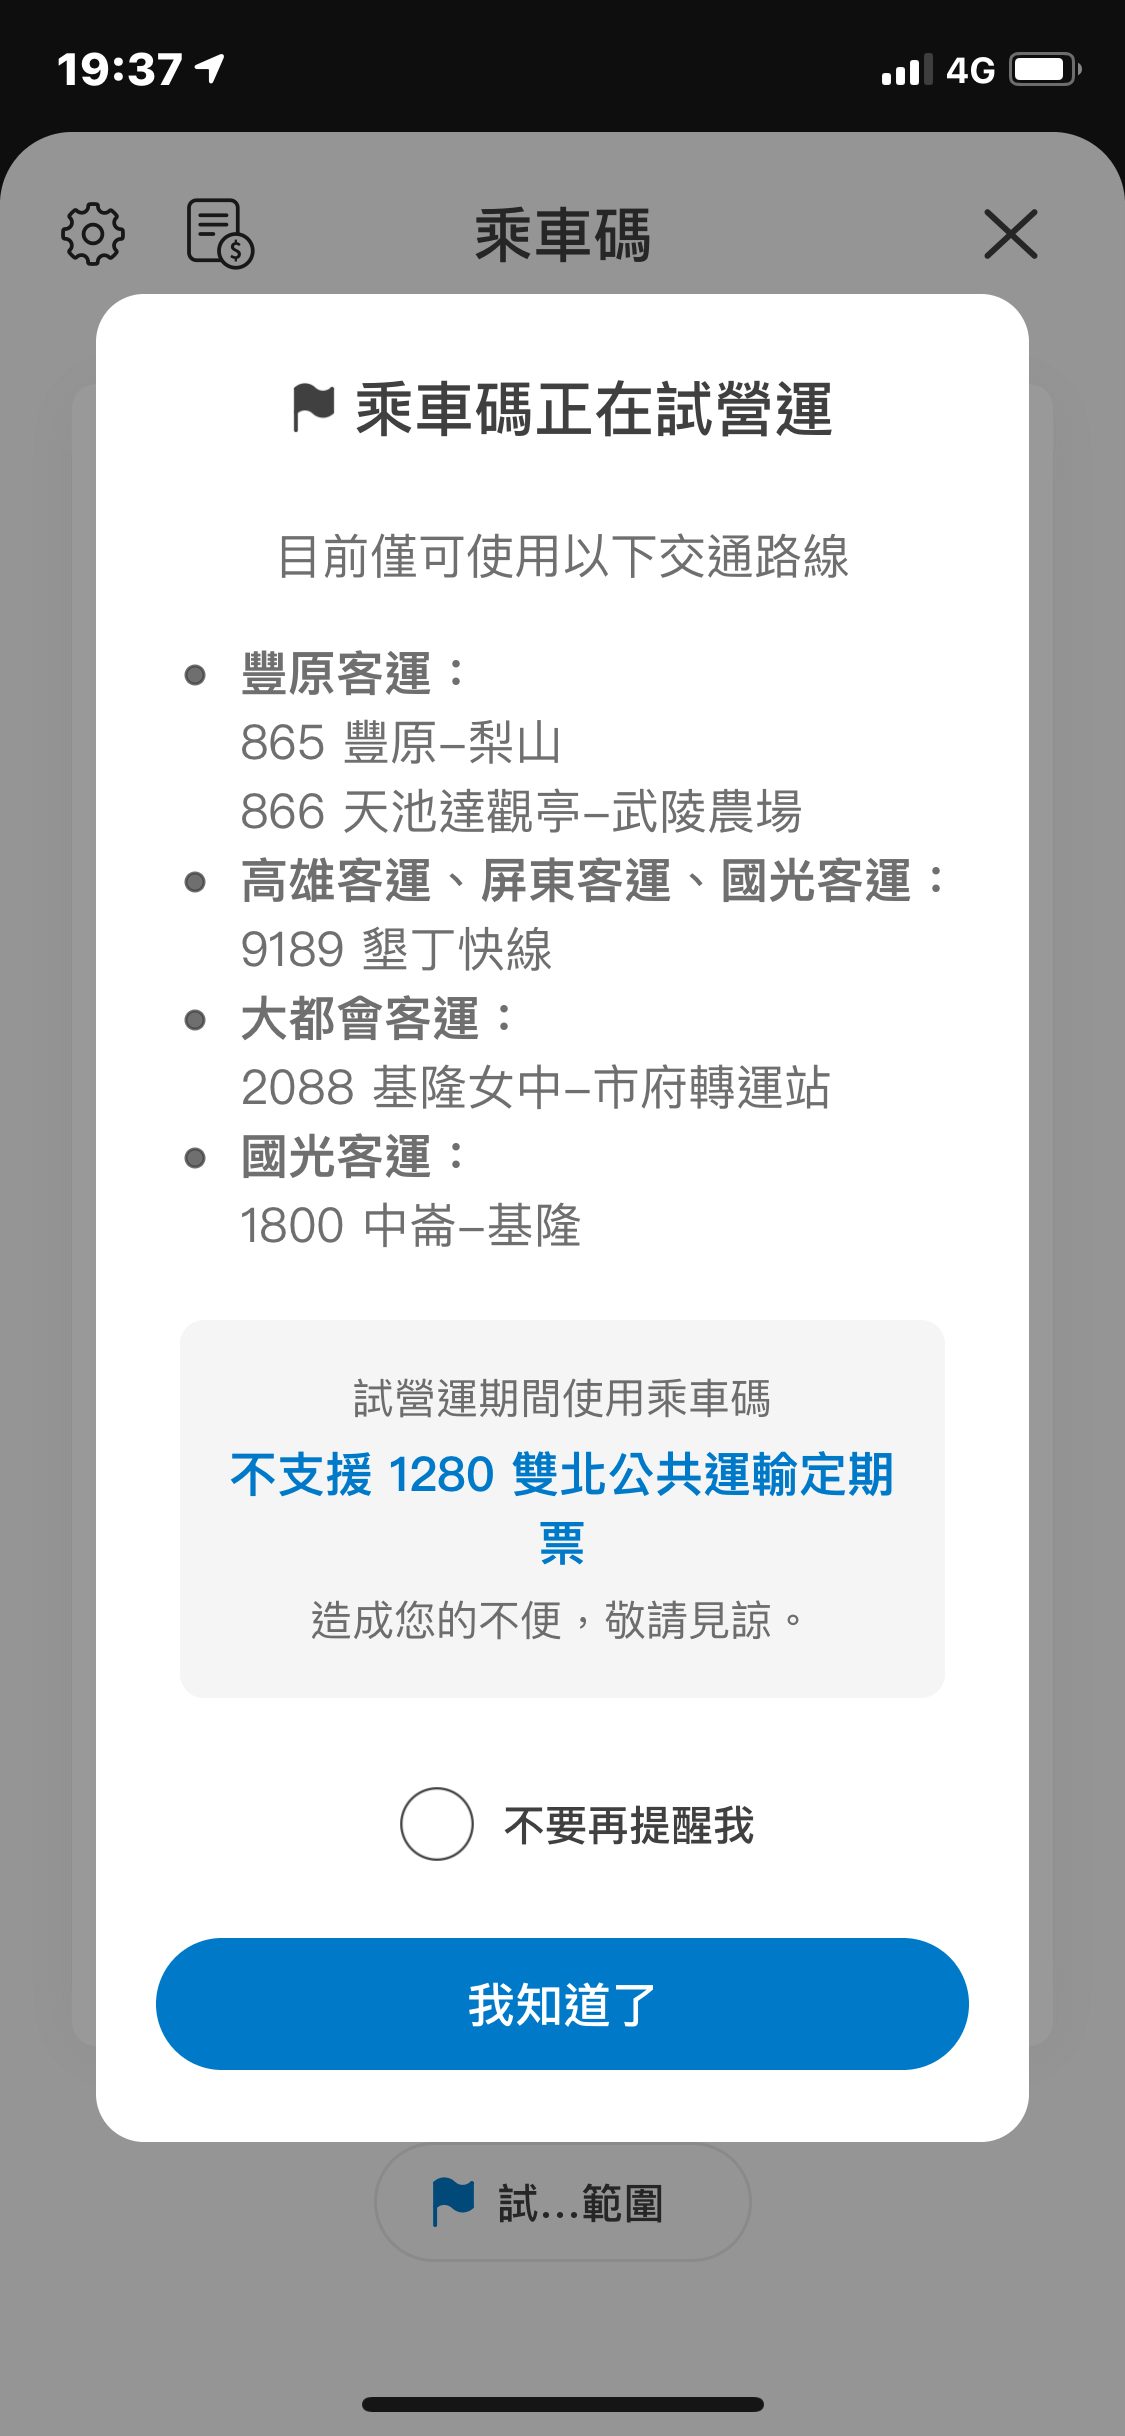 19:37
4G
乘車碼
乘車碼正在試營運
目前僅可使用以下交通路線
豐原客運：
865 豐原–梨山
866 天池達觀亭–武陵農場
高雄客運、屏東客運、國光客運：
9189 墾丁快線
大都會客運：
2088 基隆女中–市府轉運站
國光客運：
1800 中崙–基隆
試營運期間使用乘車碼
不支援 1280 雙北公共運輸定期
票
造成您的不便，敬請見諒。
不要再提醒我
我知道了
試...範圍